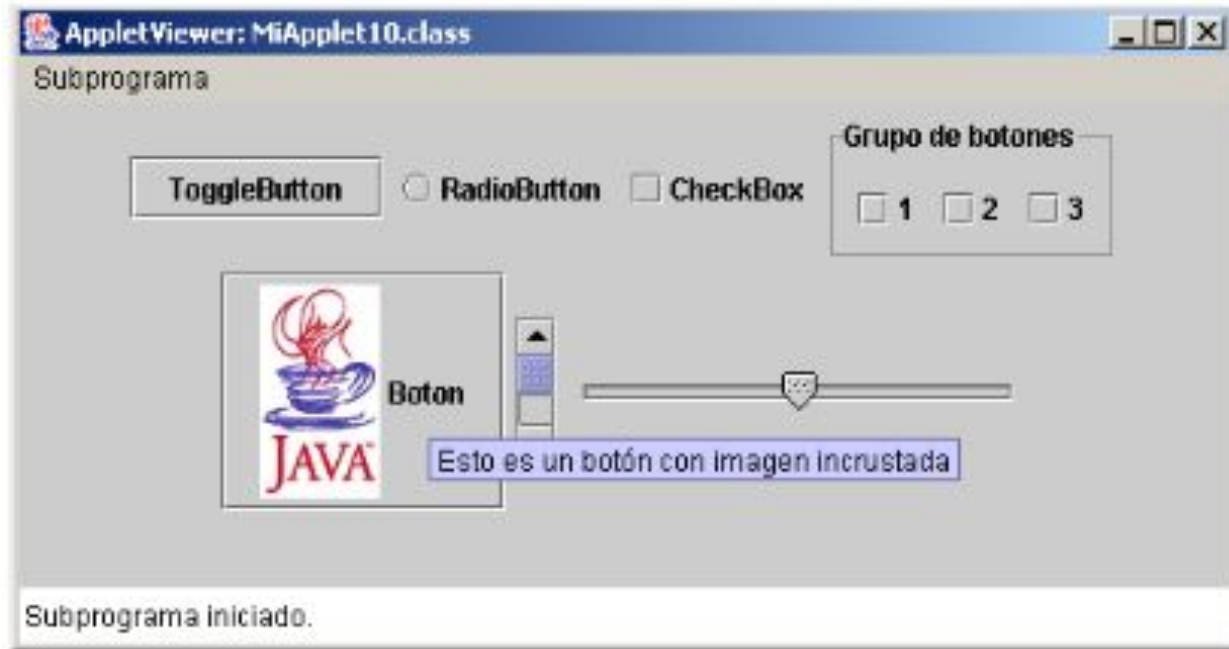 AppletViewer: MiApplet10.class
Subprograma
Grupo de botones
ToggleButton RadioButton CheckBox
1 2 3
JAVA
Boton
Esto es un botón con imagen incrustada
Subprograma iniciado.